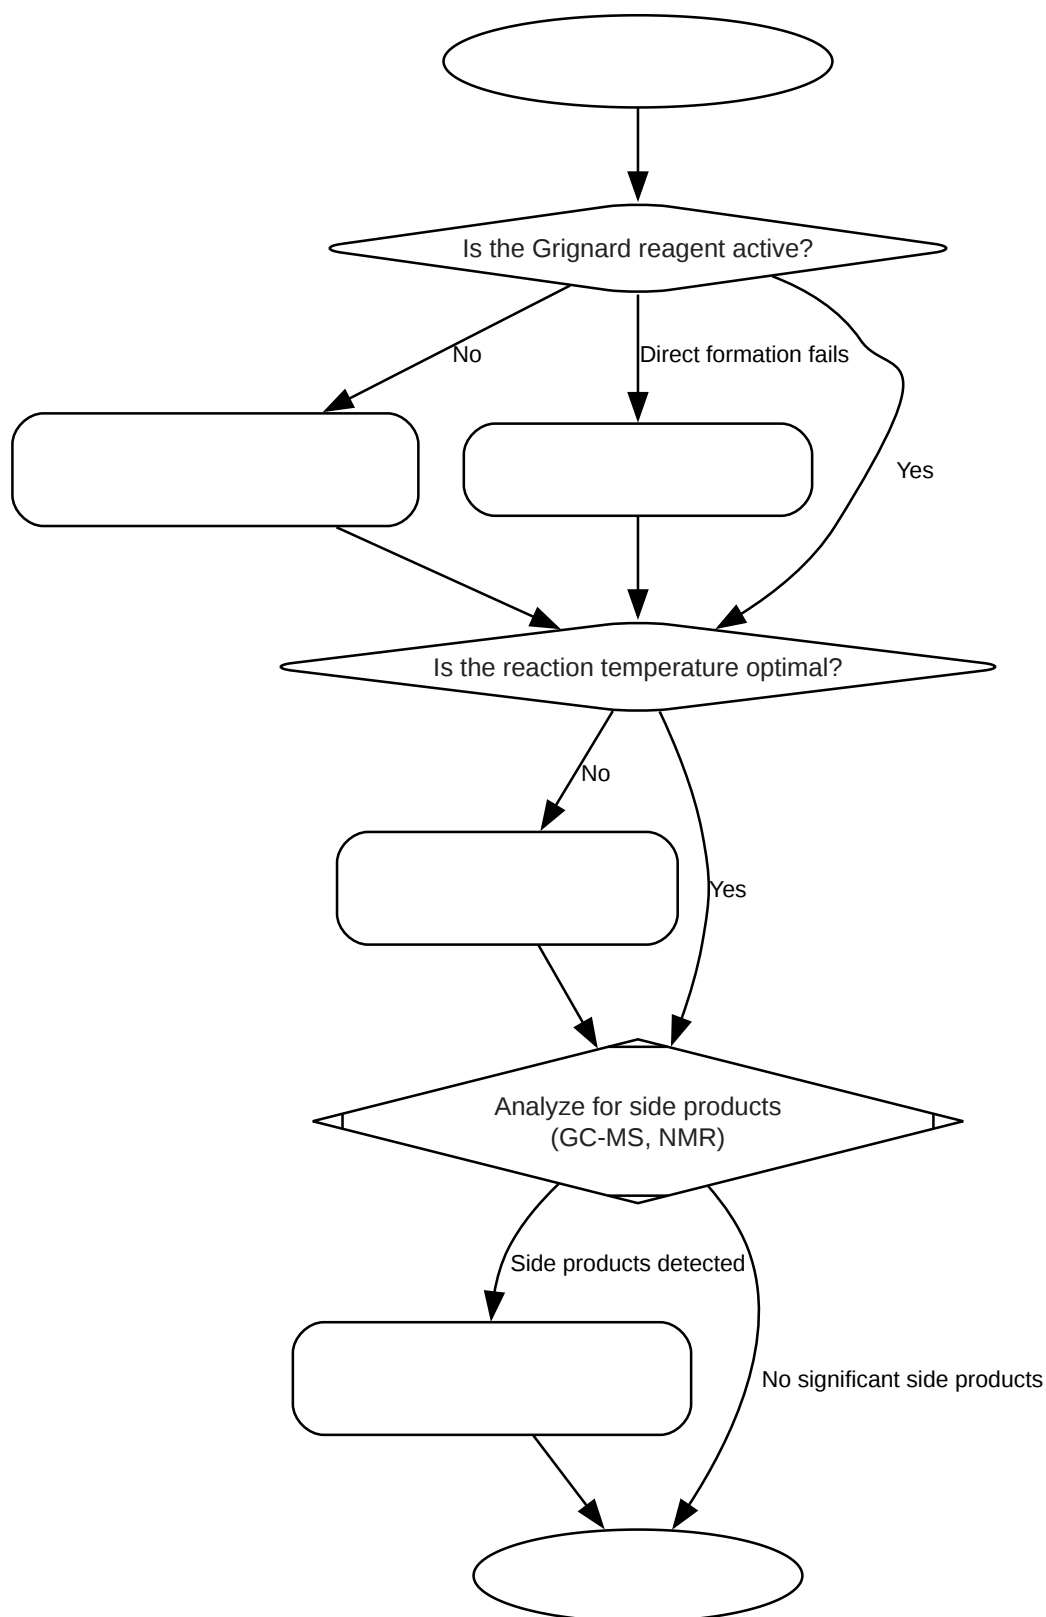 Is the Grignard reagent active?
No
Direct formation fails
Yes
Is the reaction temperature optimal?
No
Yes
Analyze for side products
(GC-MS, NMR)
Side products detected
No significant side products